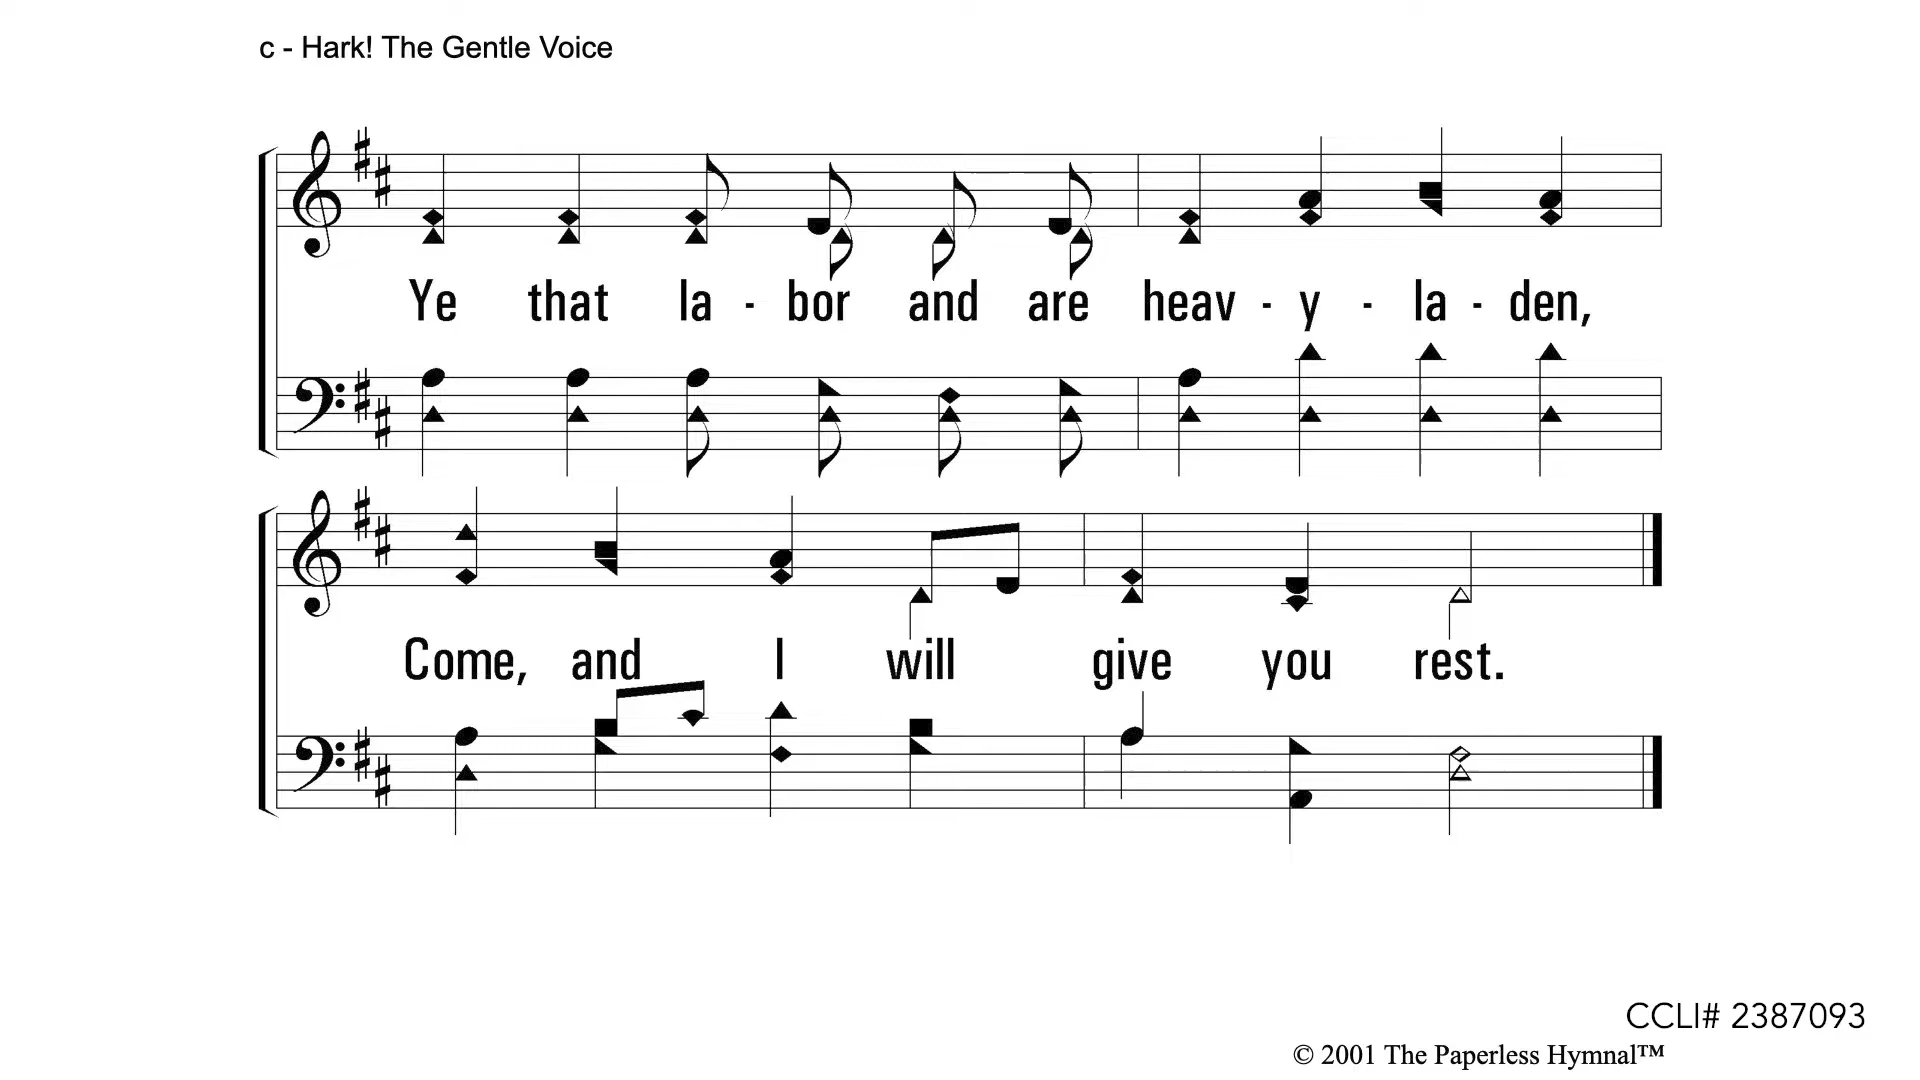 c - Hark! The Gentle Voice
Ye that la - bor and are heav - y - la - den,
Come, and I will give you rest.
CCLI# 2387093
© 2001 The Paperless Hymnal™